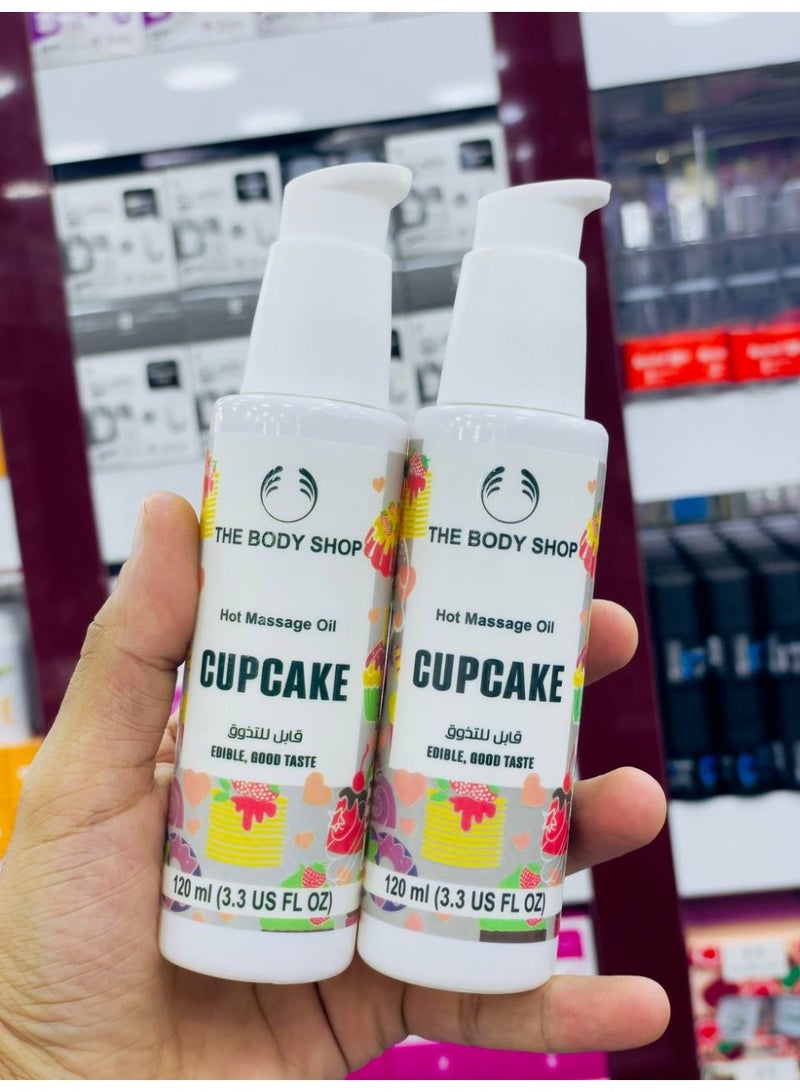 THE BODY SHOP
Hot Massage Oil
CUPCAKE
قابل للتذوق
EDIBLE, GOOD TASTE
120 ml (3.3 US FL OZ)
THE BODY SHOP
Hot Massage Oil
CUPCAKE
قابل للتذوق
EDIBLE, GOOD TASTE
120 ml (3.3 US FL OZ)